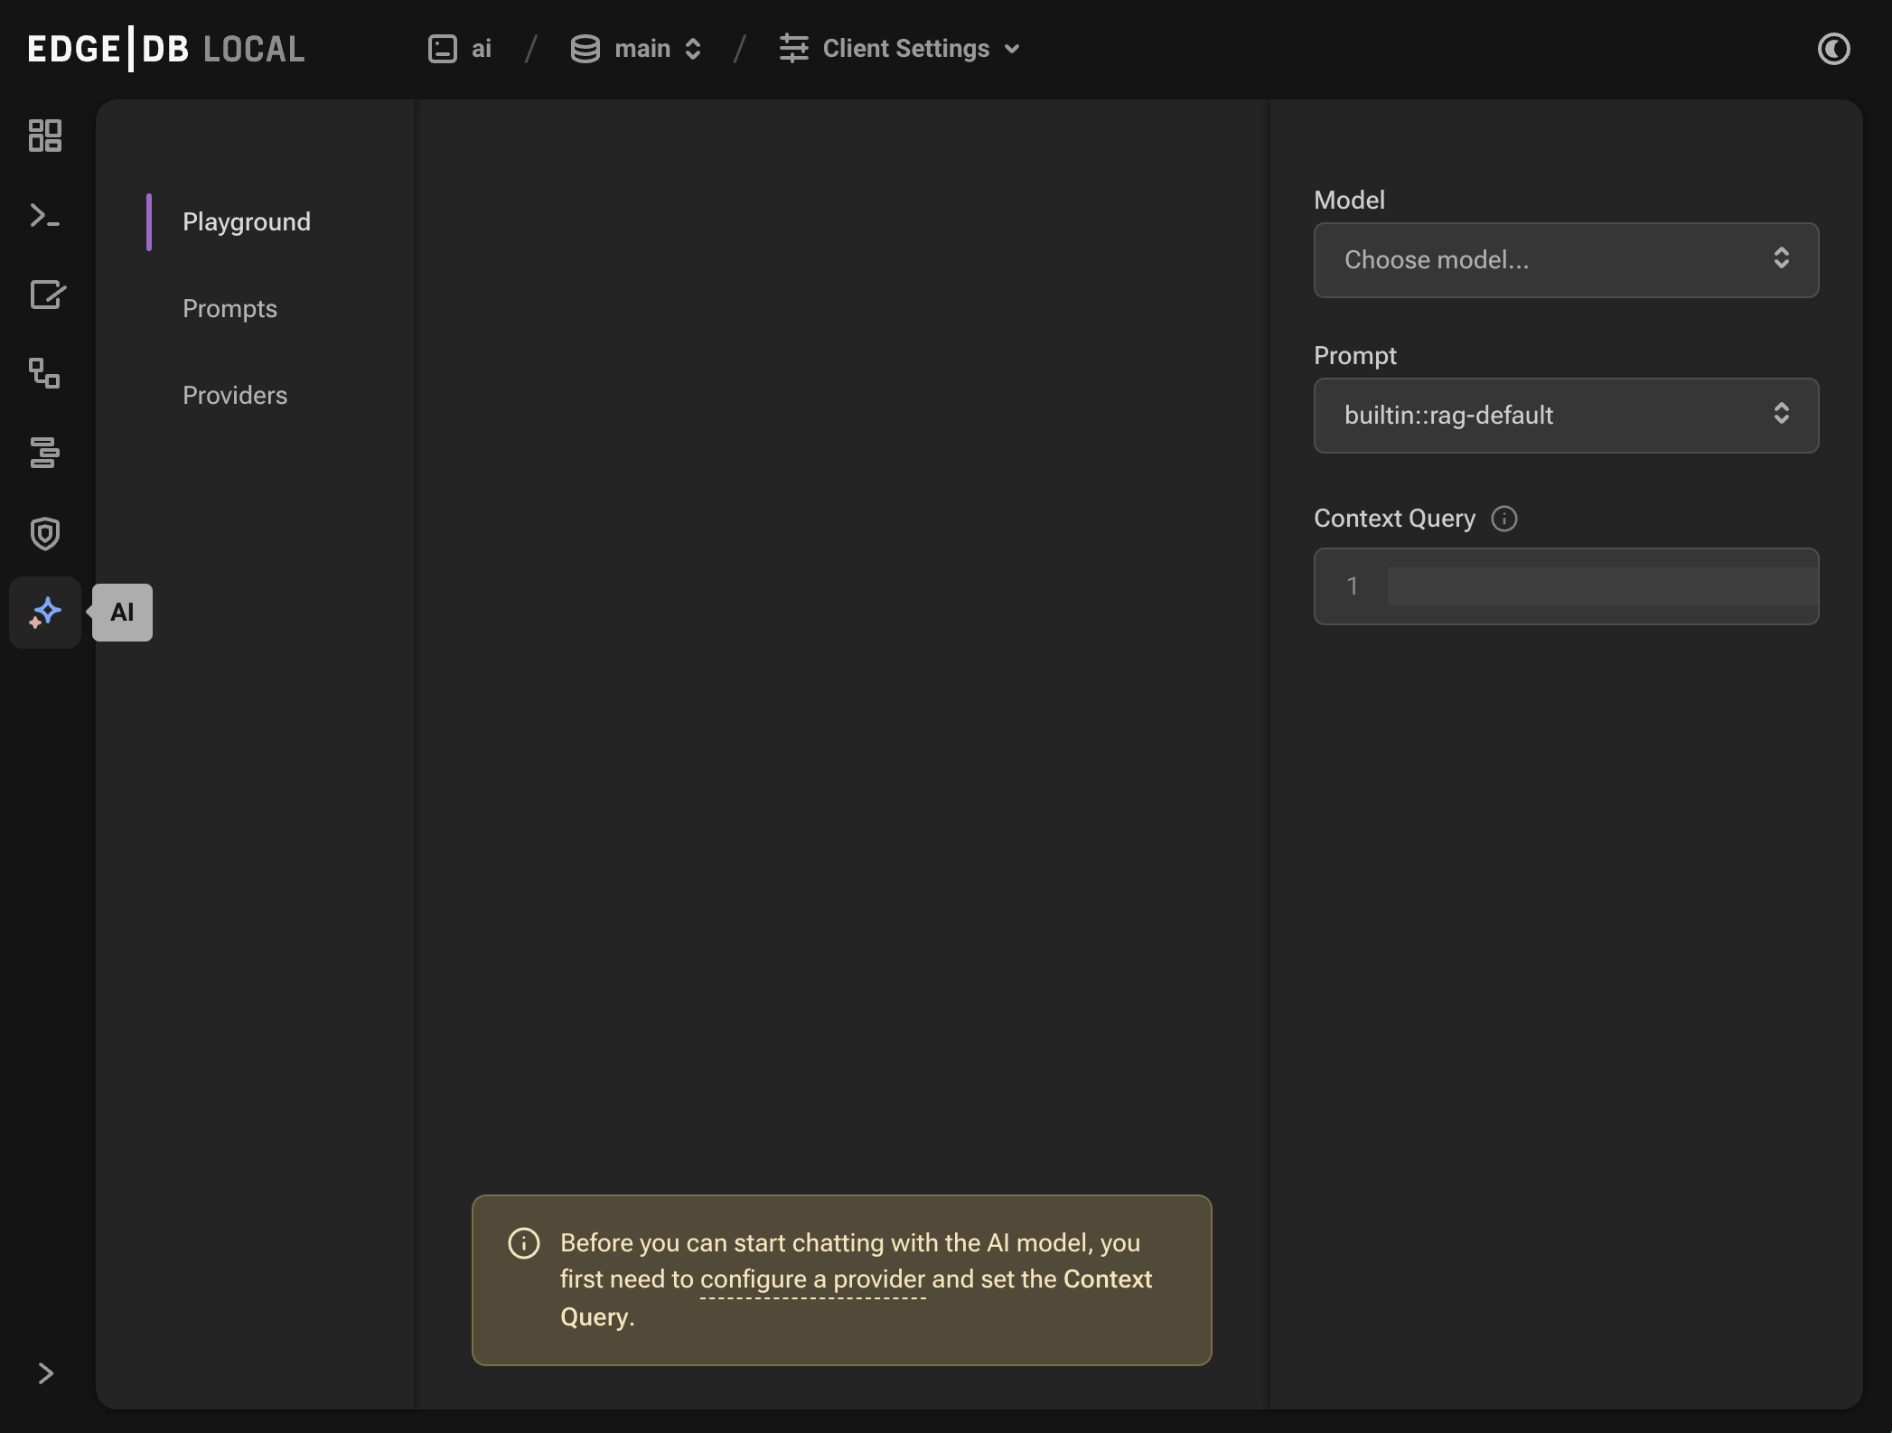 EDGE|DB LOCAL
ai / main / Client Settings
Playground
Prompts
Providers
AI
Model
Choose model...
Prompt
builtin::rag-default
Context Query
1
Before you can start chatting with the AI model, you
first need to configure a provider and set the Context
Query.